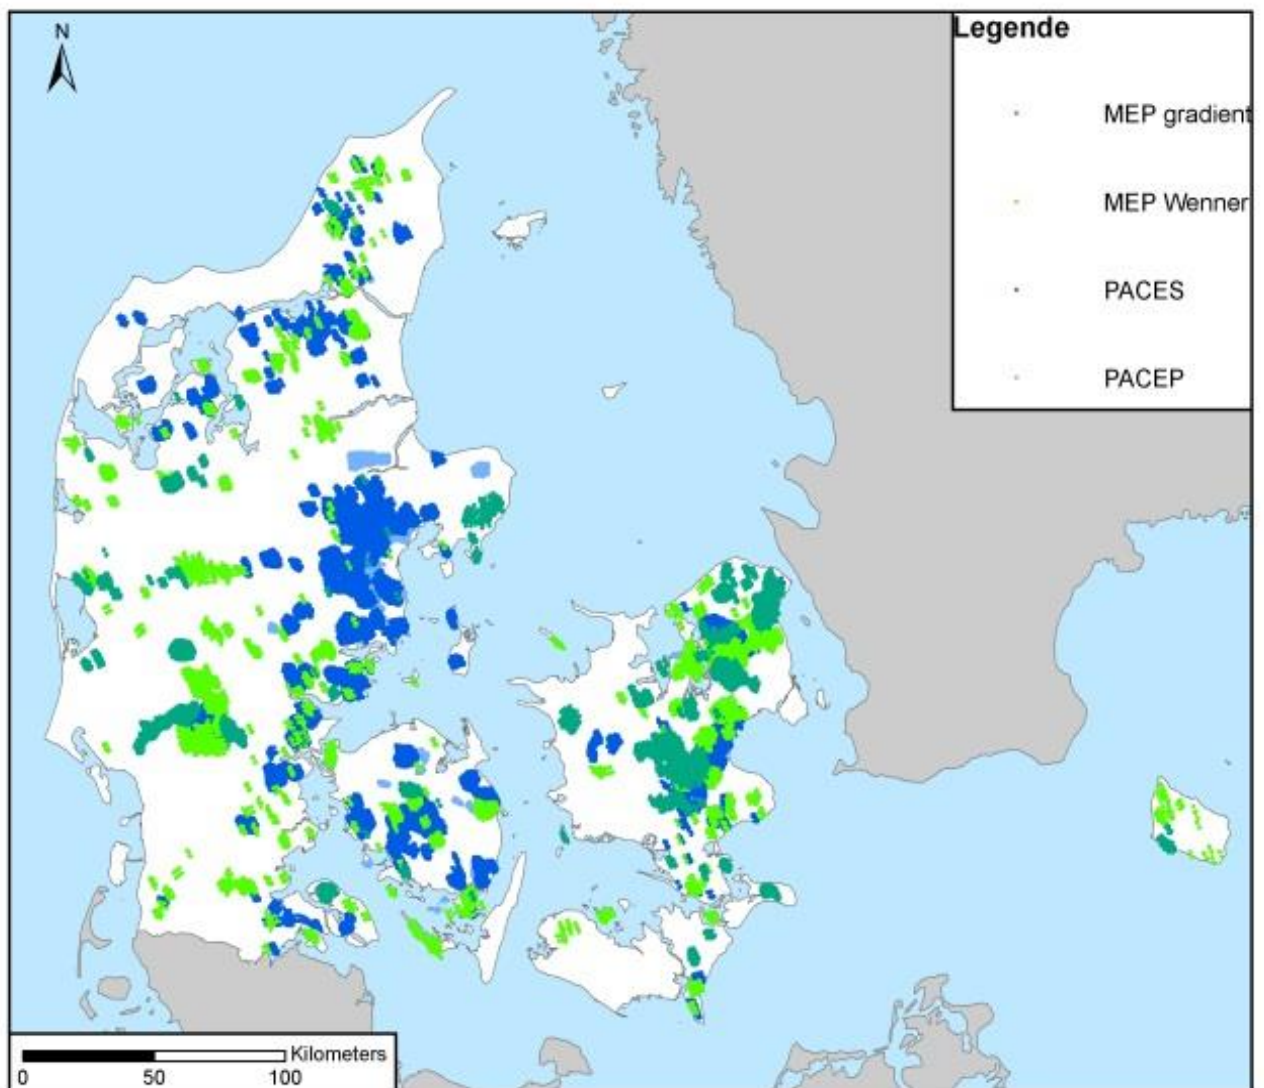 N
Legende
MEP gradient
MEP Wenner
PACES
PACEP
Kilometers
0 50 100